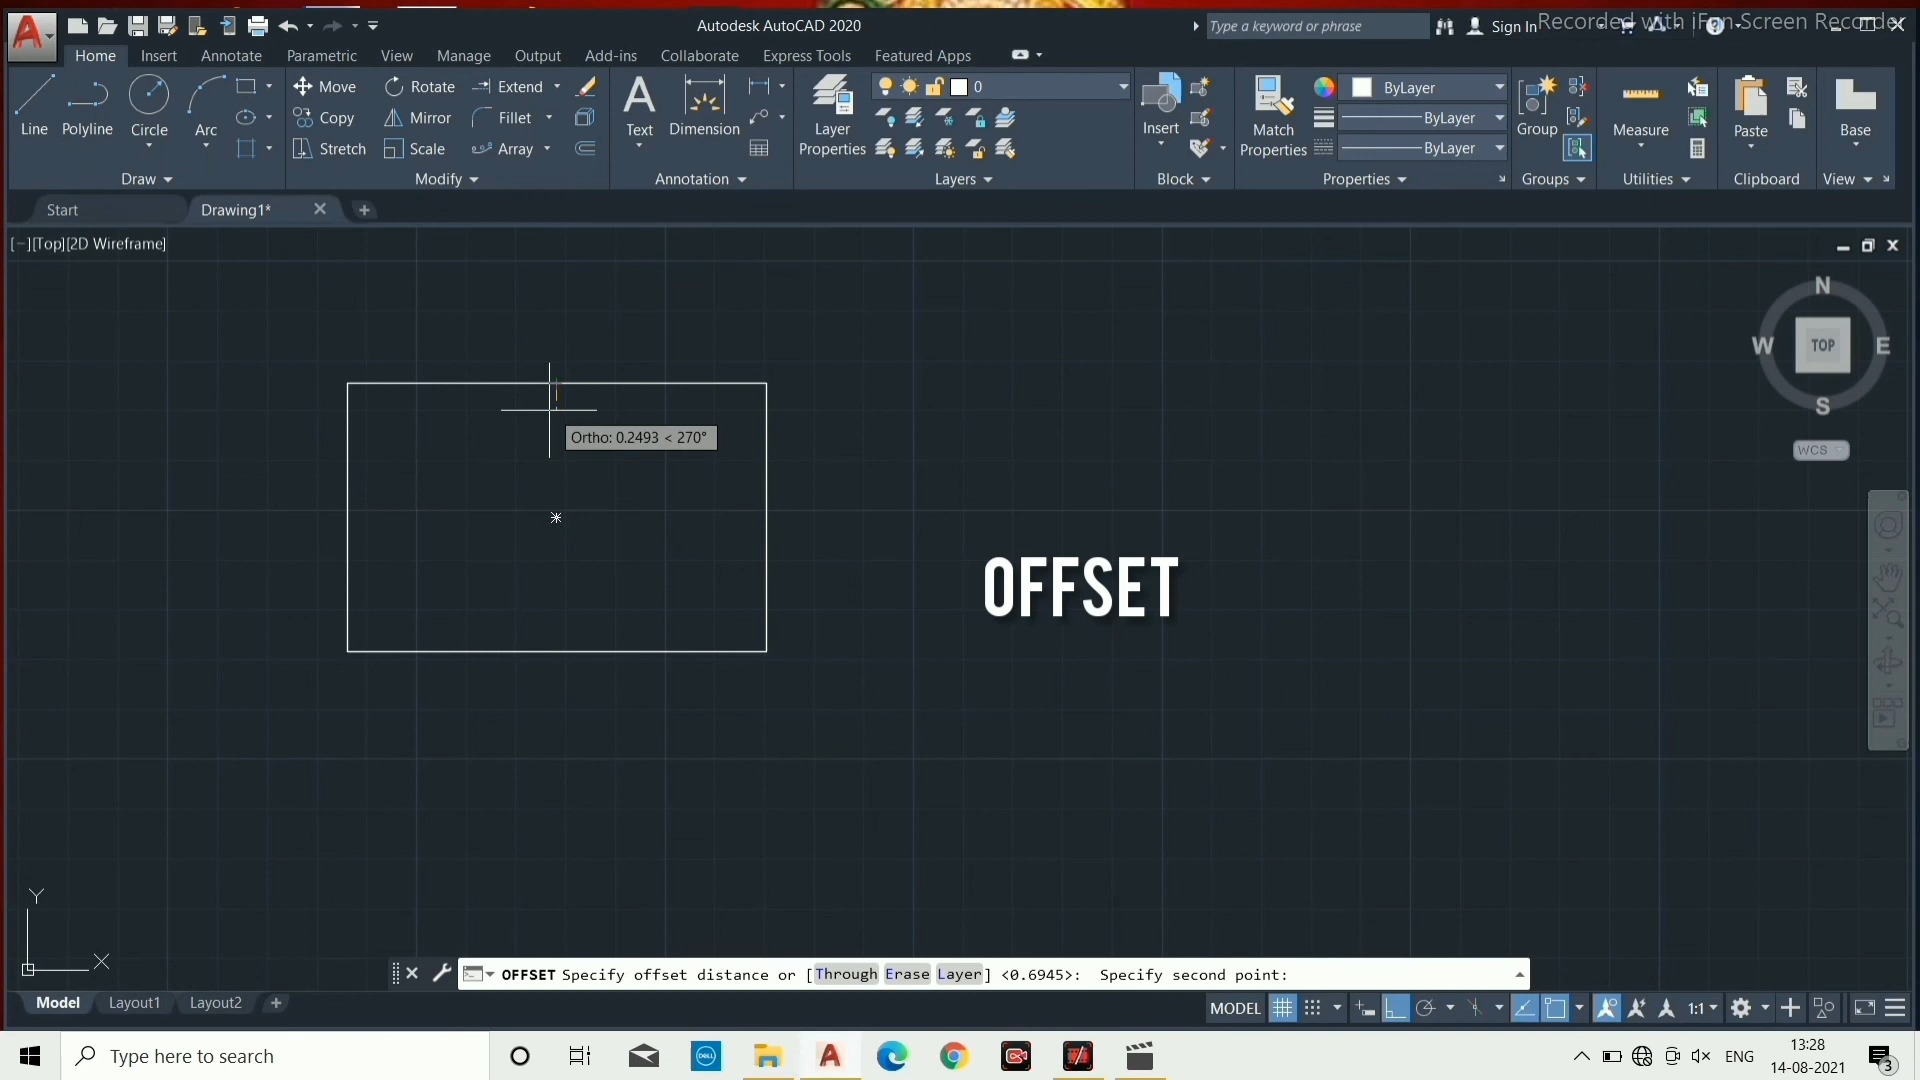 Autodesk AutoCAD 2020
Type a keyword or phrase
Sign In
Recorded with iFun Screen Recorder
Home Insert Annotate Parametric View Manage Output Add-ins Collaborate Express Tools Featured Apps
Line Polyline Circle Arc
Move Rotate Extend
Copy Mirror Fillet
Stretch Scale Array
Text Dimension
Layer Properties
0
Insert
Match Properties
ByLayer
ByLayer
ByLayer
Group
Measure
Paste
Base
Draw Modify Annotation Layers Block Properties Groups Utilities Clipboard View
Start Drawing1*
[−][Top][2D Wireframe]
N
W TOP E
S
WCS
Ortho: 0.2493 < 270°
OFFSET
Y
X
OFFSET Specify offset distance or [Through Erase Layer] <0.6945>: Specify second point:
Model Layout1 Layout2
MODEL 1:1
Type here to search
DELL
ENG
13:28
14-08-2021
3